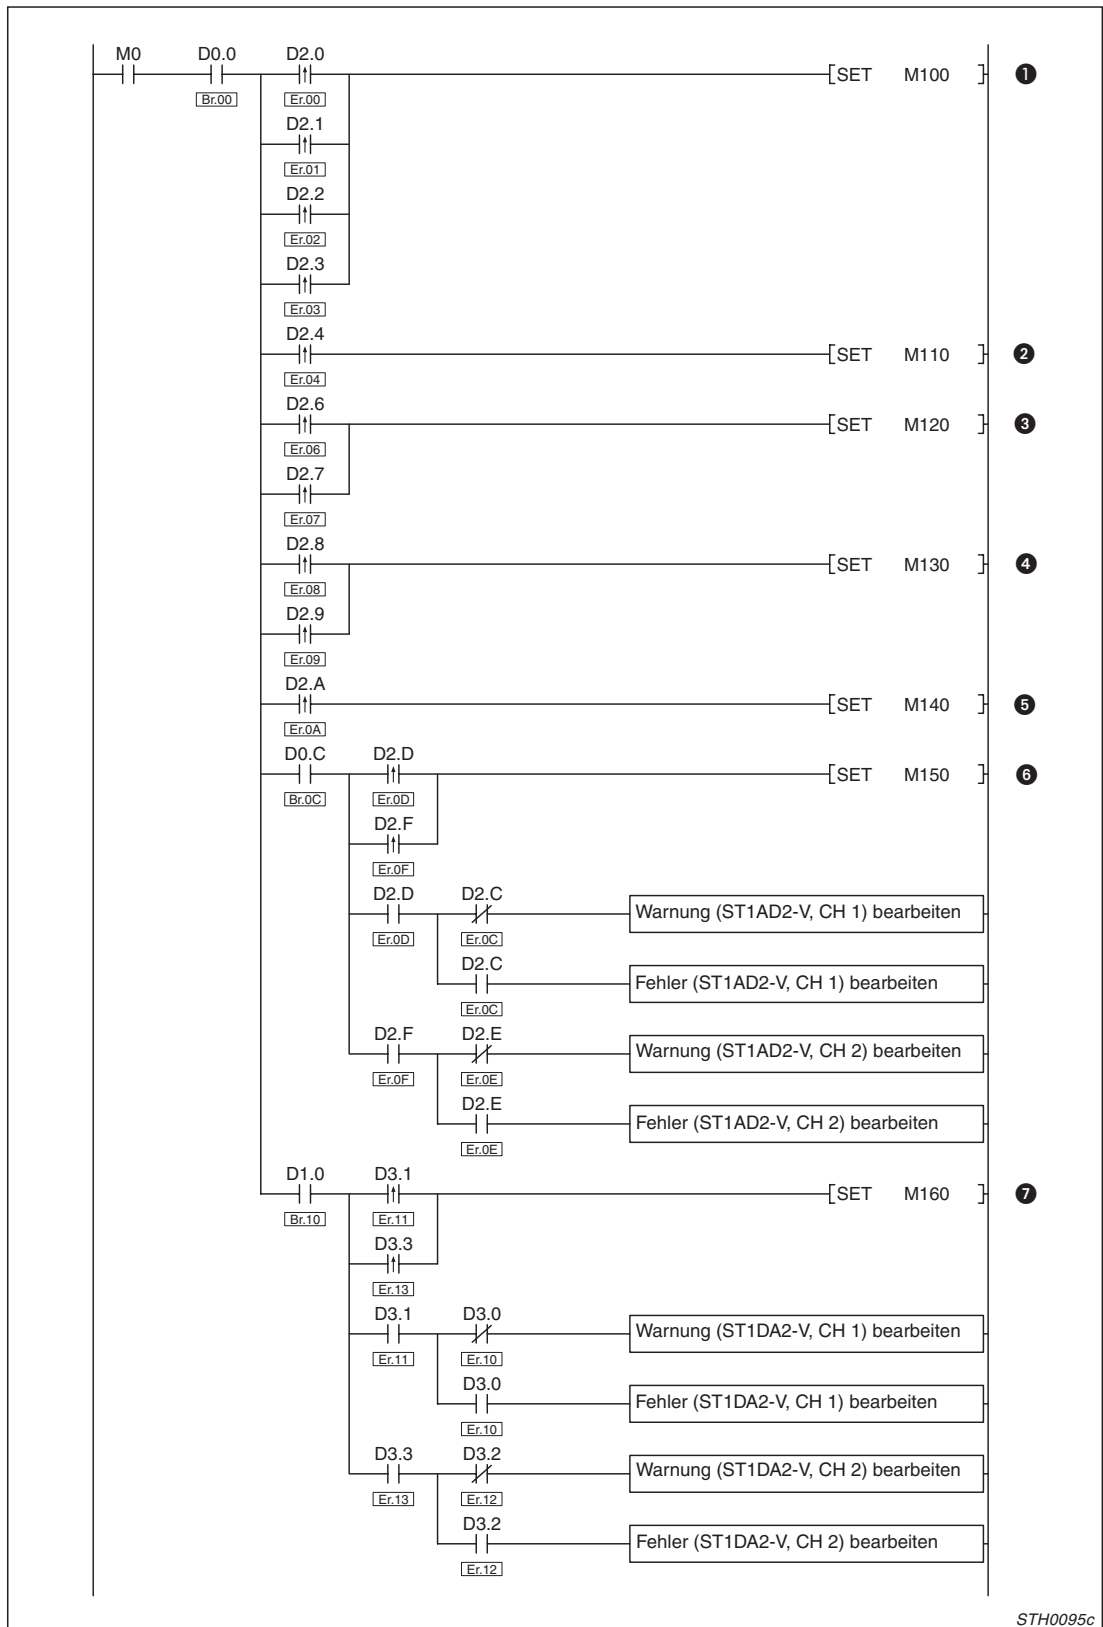 M0 D0.0 D2.0
[SET M100 ] ❶
Br.00 Er.00
D2.1
Er.01
D2.2
Er.02
D2.3
Er.03
D2.4
[SET M110 ] ❷
Er.04
D2.6
[SET M120 ] ❸
Er.06
D2.7
Er.07
D2.8
[SET M130 ] ❹
Er.08
D2.9
Er.09
D2.A
[SET M140 ] ❺
Er.0A
D0.C D2.D
[SET M150 ] ❻
Br.0C Er.0D
D2.F
Er.0F
D2.D D2.C
Warnung (ST1AD2-V, CH 1) bearbeiten
Er.0D Er.0C
D2.C
Fehler (ST1AD2-V, CH 1) bearbeiten
Er.0C
D2.F D2.E
Warnung (ST1AD2-V, CH 2) bearbeiten
Er.0F Er.0E
D2.E
Fehler (ST1AD2-V, CH 2) bearbeiten
Er.0E
D1.0 D3.1
[SET M160 ] ❼
Br.10 Er.11
D3.3
Er.13
D3.1 D3.0
Warnung (ST1DA2-V, CH 1) bearbeiten
Er.11 Er.10
D3.0
Fehler (ST1DA2-V, CH 1) bearbeiten
Er.10
D3.3 D3.2
Warnung (ST1DA2-V, CH 2) bearbeiten
Er.13 Er.12
D3.2
Fehler (ST1DA2-V, CH 2) bearbeiten
Er.12
STH0095c